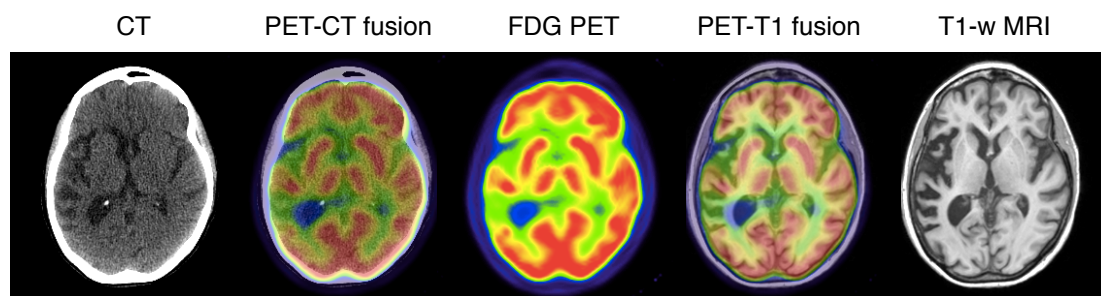 CT
PET-CT fusion
FDG PET
PET-T1 fusion
T1-w MRI